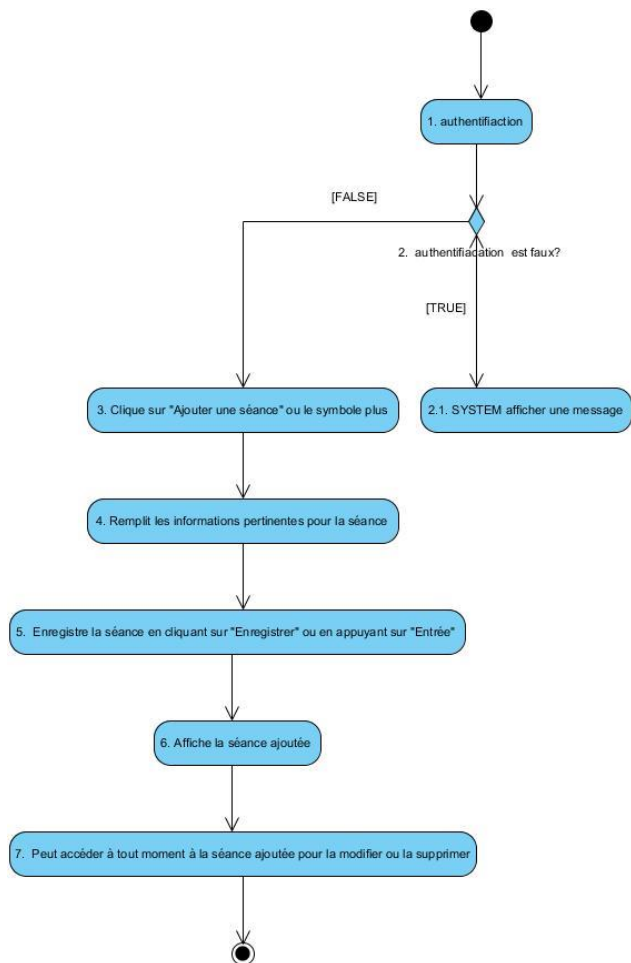 1. authentifiaction
[FALSE]
2. authentifiacation est faux?
[TRUE]
3. Clique sur "Ajouter une séance" ou le symbole plus
2.1. SYSTEM afficher une message
4. Remplit les informations pertinentes pour la séance
5. Enregistre la séance en cliquant sur "Enregistrer" ou en appuyant sur "Entrée"
6. Affiche la séance ajoutée
7. Peut accéder à tout moment à la séance ajoutée pour la modifier ou la supprimer